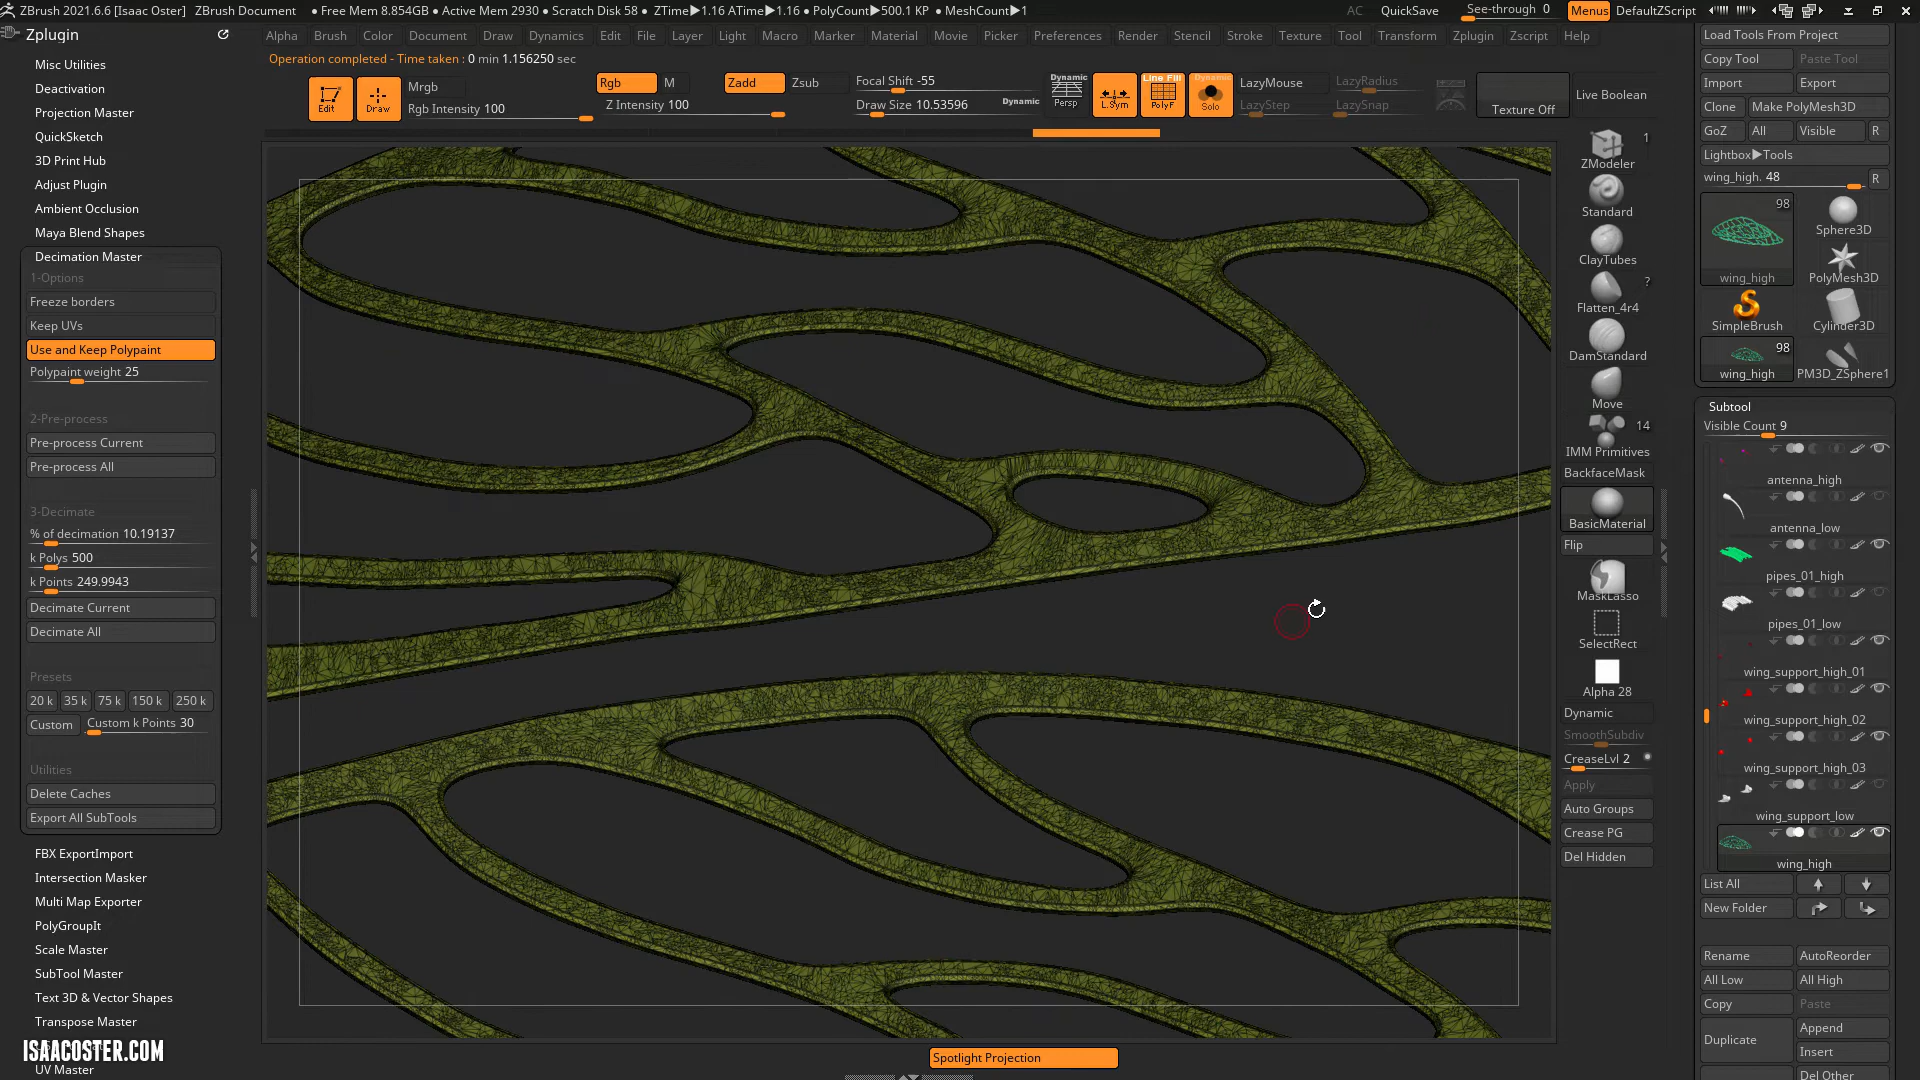 ZBrush 2021.6.6 [Isaac Oster] ZBrush Document • Free Mem 8.854GB • Active Mem 2930 • Scratch Disk 58 • ZTime▶1.16 ATime▶1.16 • PolyCount▶500.1 KP • MeshCount▶1 AC QuickSave See-through 0 Menus DefaultZScript
Zplugin
Alpha Brush Color Document Draw Dynamics Edit File Layer Light Macro Marker Material Movie Picker Preferences Render Stencil Stroke Texture Tool Transform Zplugin Zscript Help
Operation completed - Time taken : 0 min 1.156250 sec
Edit
Draw
Mrgb
Rgb Intensity 100
Rgb
M
Zadd
Zsub
Z Intensity 100
Focal Shift -55
Draw Size 10.53596
Dynamic
Dynamic
Persp
L.Sym
Line Fill
PolyF
Dynamic
Solo
LazyMouse
LazyStep
LazyRadius
LazySnap
Texture Off
Live Boolean
Misc Utilities
Deactivation
Projection Master
QuickSketch
3D Print Hub
Adjust Plugin
Ambient Occlusion
Maya Blend Shapes
Decimation Master
1-Options
Freeze borders
Keep UVs
Use and Keep Polypaint
Polypaint weight 25
2-Pre-process
Pre-process Current
Pre-process All
3-Decimate
% of decimation 10.19137
k Polys 500
k Points 249.9943
Decimate Current
Decimate All
Presets
20 k 35 k 75 k 150 k 250 k
Custom Custom k Points 30
Utilities
Delete Caches
Export All SubTools
FBX ExportImport
Intersection Masker
Multi Map Exporter
PolyGroupIt
Scale Master
SubTool Master
Text 3D & Vector Shapes
Transpose Master
ISAACOSTER.COM
UV Master
Spotlight Projection
1
ZModeler
Standard
ClayTubes
?
Flatten_4r4
DamStandard
Move
14
IMM Primitives
BackfaceMask
BasicMaterial
Flip
MaskLasso
SelectRect
Alpha 28
Dynamic
SmoothSubdiv
CreaseLvl 2
Apply
Auto Groups
Crease PG
Del Hidden
Load Tools From Project
Copy Tool Paste Tool
Import Export
Clone Make PolyMesh3D
GoZ All Visible R
Lightbox▶Tools
wing_high. 48 R
98
wing_high
Sphere3D
PolyMesh3D
SimpleBrush
Cylinder3D
98
wing_high
PM3D_ZSphere1
Subtool
Visible Count 9
antenna_high
antenna_low
pipes_01_high
pipes_01_low
wing_support_high_01
wing_support_high_02
wing_support_high_03
wing_support_low
wing_high
List All
New Folder
Rename AutoReorder
All Low All High
Copy Paste
Duplicate
Append
Insert
Del Other